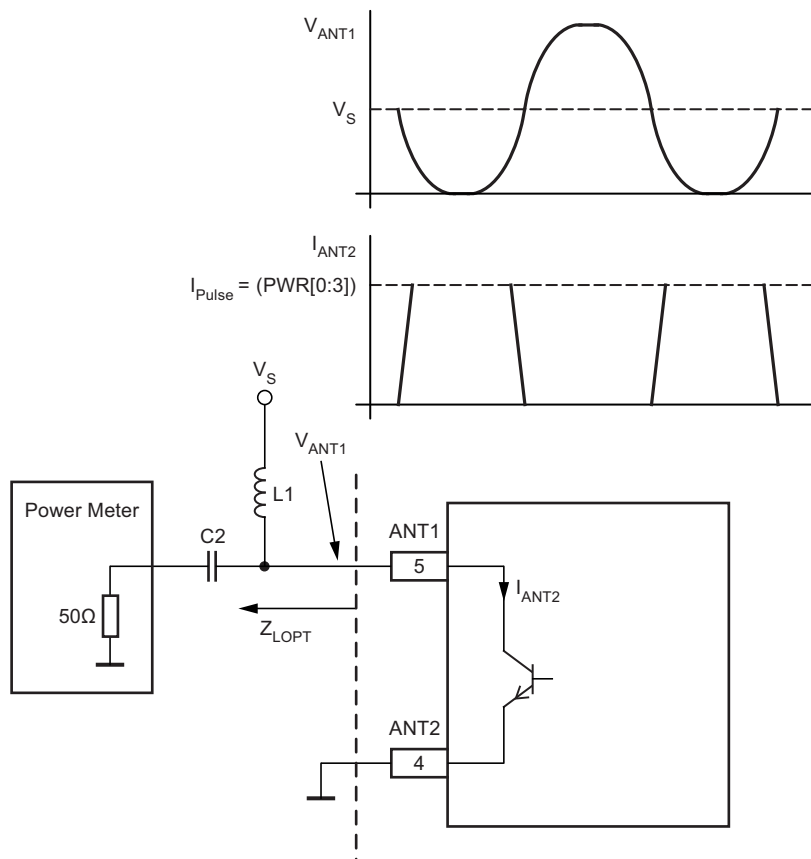 V_ANT1
V_S
I_ANT2
I_Pulse = (PWR[0:3])
V_S
V_ANT1
L1
Power Meter
C2
ANT1
5
I_ANT2
50Ω
Z_LOPT
ANT2
4